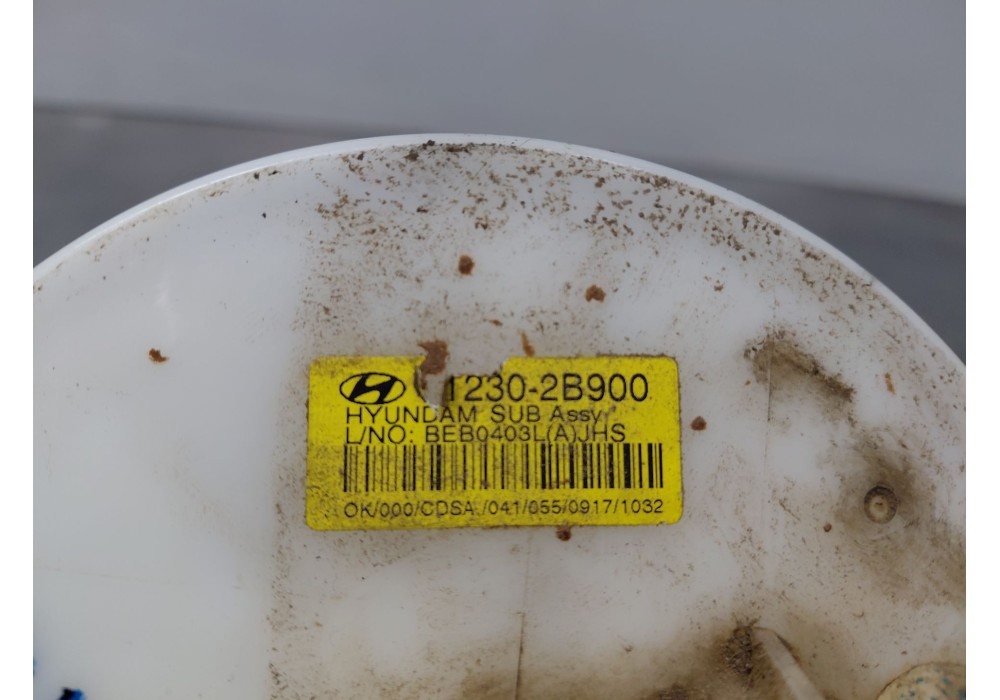 1230-2B900
HYUNDAM SUB Assy
L/NO: BEB0403L(A)JHS
OK/000/CDSA /041/055/0917/1032